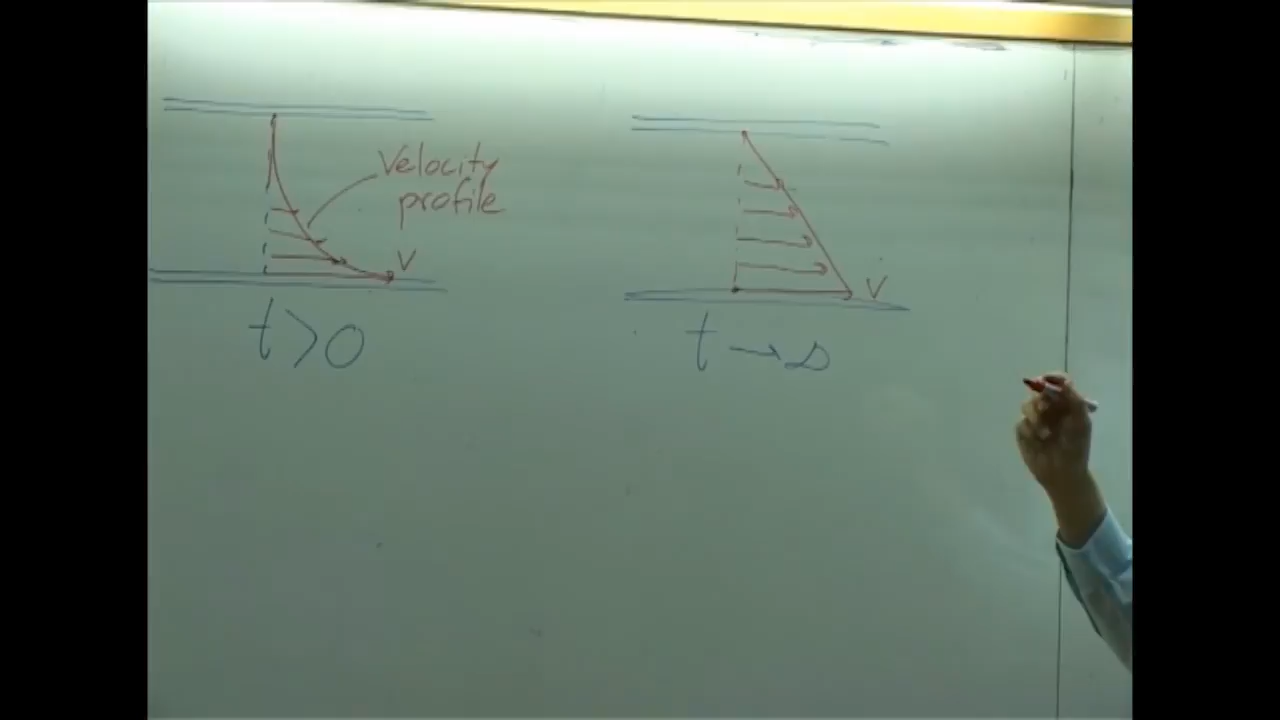 Velocity
profile
V
t>0
V
t→∞